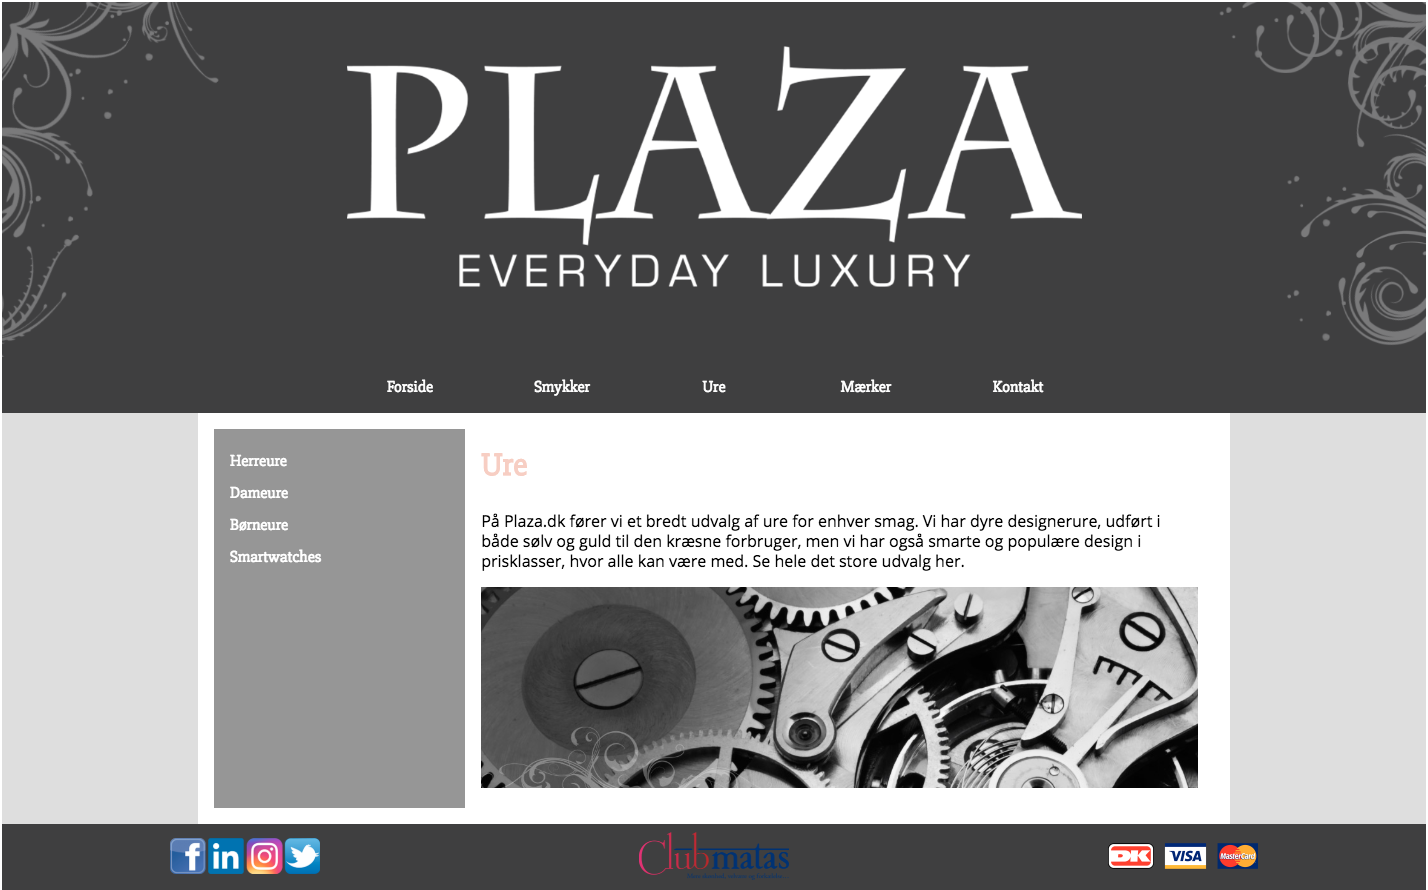 PLAZA
EVERYDAY LUXURY
Forside Smykker Ure Mærker Kontakt
Herreure
Dameure
Børneure
Smartwatches
Ure
På Plaza.dk fører vi et bredt udvalg af ure for enhver smag. Vi har dyre designerure, udført i
både sølv og guld til den kræsne forbruger, men vi har også smarte og populære design i
prisklasser, hvor alle kan være med. Se hele det store udvalg her.
f in
Clubmatas
DK VISA MasterCard